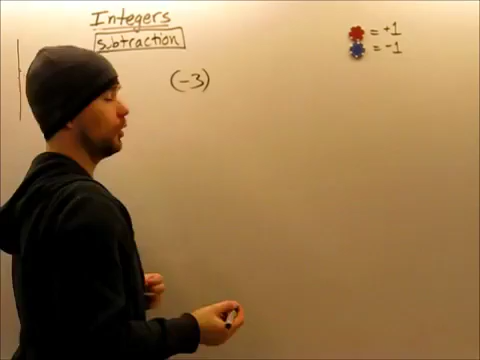 Integers
subtraction
(-3)
= +1
= -1